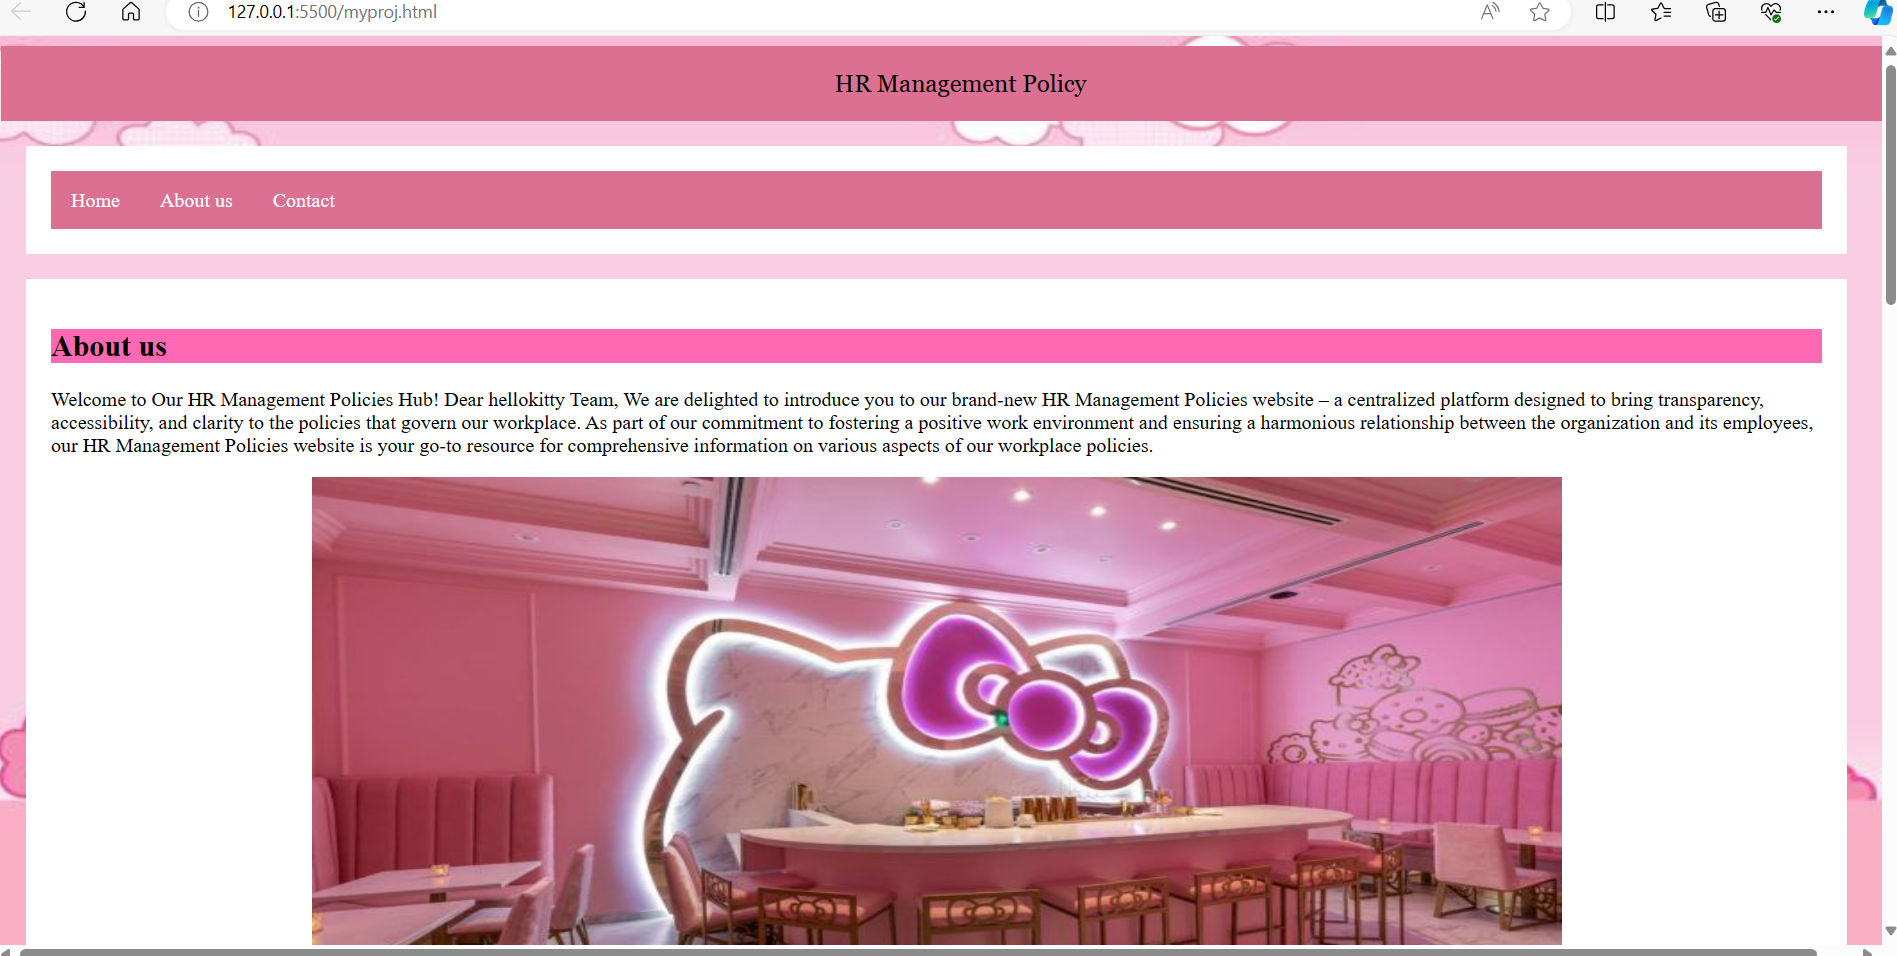 127.0.0.1:5500/myproj.html
HR Management Policy
Home About us Contact
About us
Welcome to Our HR Management Policies Hub! Dear hellokitty Team, We are delighted to introduce you to our brand-new HR Management Policies website – a centralized platform designed to bring transparency,
accessibility, and clarity to the policies that govern our workplace. As part of our commitment to fostering a positive work environment and ensuring a harmonious relationship between the organization and its employees,
our HR Management Policies website is your go-to resource for comprehensive information on various aspects of our workplace policies.